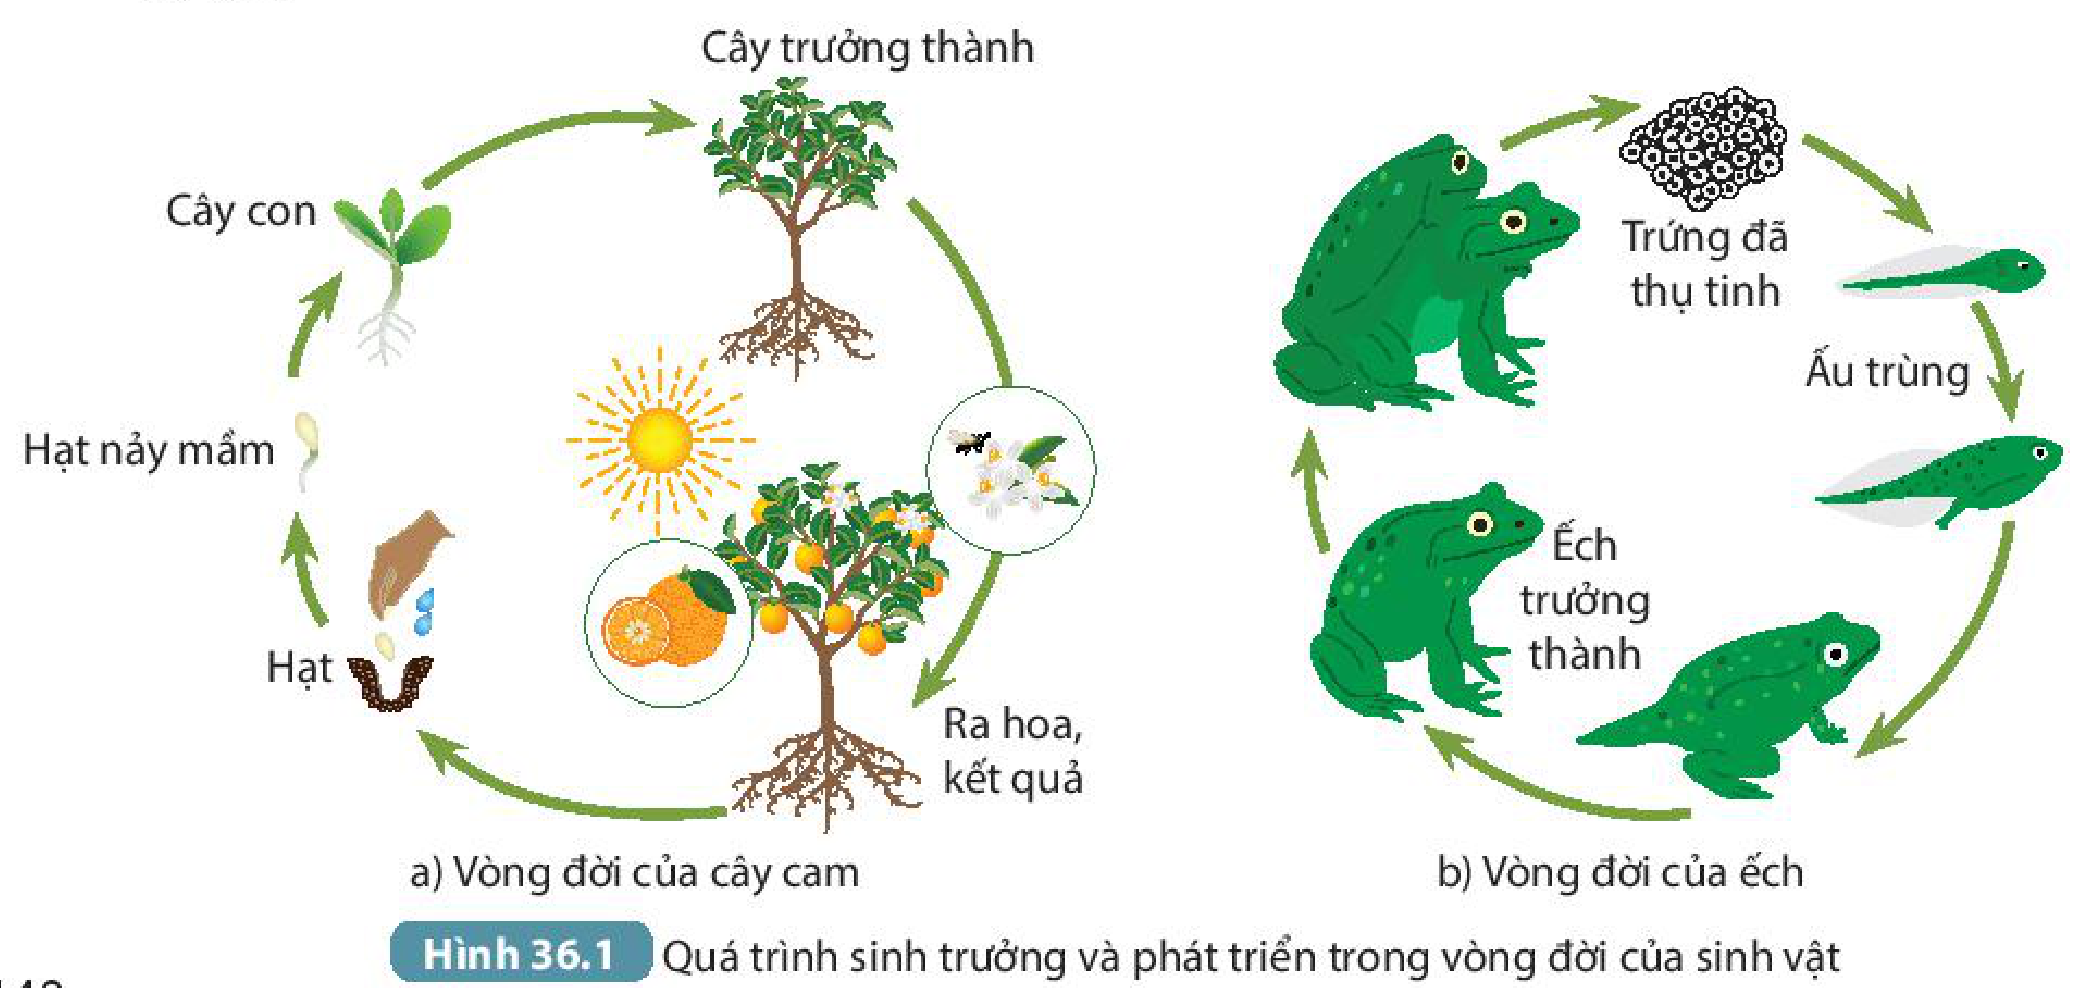 Cây trưởng thành
Cây con
Hạt nảy mầm
Hạt
Ra hoa,
kết quả
a) Vòng đời của cây cam
Trứng đã
thụ tinh
Ấu trùng
Ếch
trưởng
thành
b) Vòng đời của ếch
Hình 36.1 Quá trình sinh trưởng và phát triển trong vòng đời của sinh vật